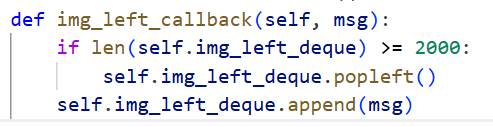 def img_left_callback(self, msg):
    if len(self.img_left_deque) >= 2000:
        self.img_left_deque.popleft()
    self.img_left_deque.append(msg)